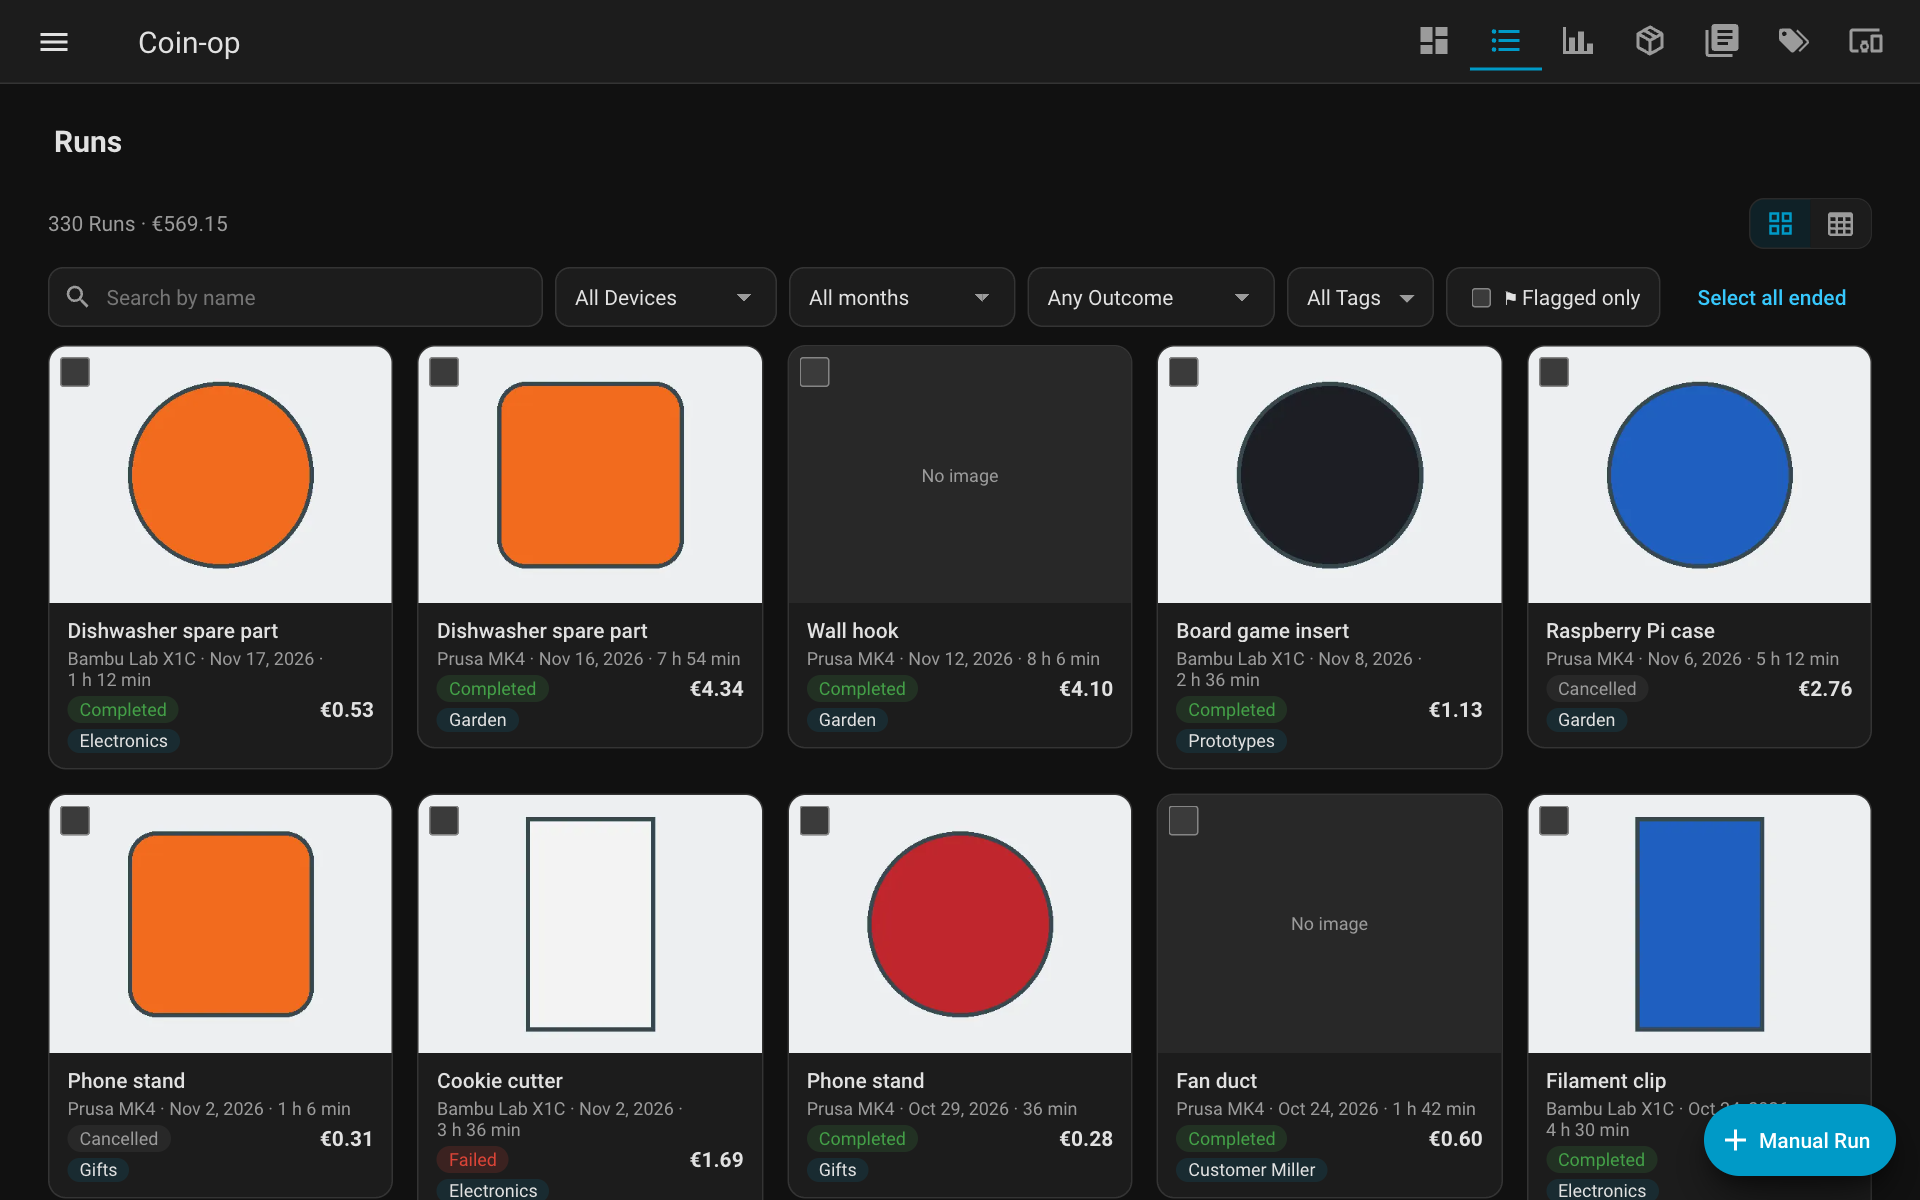 Coin-op
Runs
330 Runs · €569.15
Search by name
All Devices
All months
Any Outcome
All Tags
Flagged only
Select all ended
Dishwasher spare part
Bambu Lab X1C · Nov 17, 2026 ·
1 h 12 min
Completed
€0.53
Electronics
Dishwasher spare part
Prusa MK4 · Nov 16, 2026 · 7 h 54 min
Completed
€4.34
Garden
No image
Wall hook
Prusa MK4 · Nov 12, 2026 · 8 h 6 min
Completed
€4.10
Garden
Board game insert
Bambu Lab X1C · Nov 8, 2026 ·
2 h 36 min
Completed
€1.13
Prototypes
Raspberry Pi case
Prusa MK4 · Nov 6, 2026 · 5 h 12 min
Cancelled
€2.76
Garden
Phone stand
Prusa MK4 · Nov 2, 2026 · 1 h 6 min
Cancelled
€0.31
Gifts
Cookie cutter
Bambu Lab X1C · Nov 2, 2026 ·
3 h 36 min
Failed
€1.69
Electronics
Phone stand
Prusa MK4 · Oct 29, 2026 · 36 min
Completed
€0.28
Gifts
No image
Fan duct
Prusa MK4 · Oct 24, 2026 · 1 h 42 min
Completed
€0.60
Customer Miller
Filament clip
Bambu Lab X1C · Oct
4 h 30 min
Completed
Electronics
Manual Run